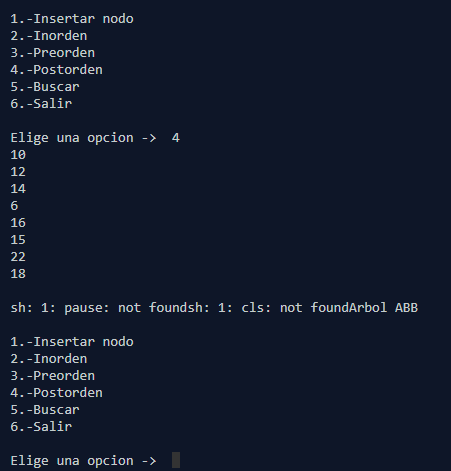 1.-Insertar nodo
2.-Inorden
3.-Preorden
4.-Postorden
5.-Buscar
6.-Salir
Elige una opcion ->  4
10
12
14
6
16
15
22
18
sh: 1: pause: not foundsh: 1: cls: not foundArbol ABB
1.-Insertar nodo
2.-Inorden
3.-Preorden
4.-Postorden
5.-Buscar
6.-Salir
Elige una opcion ->